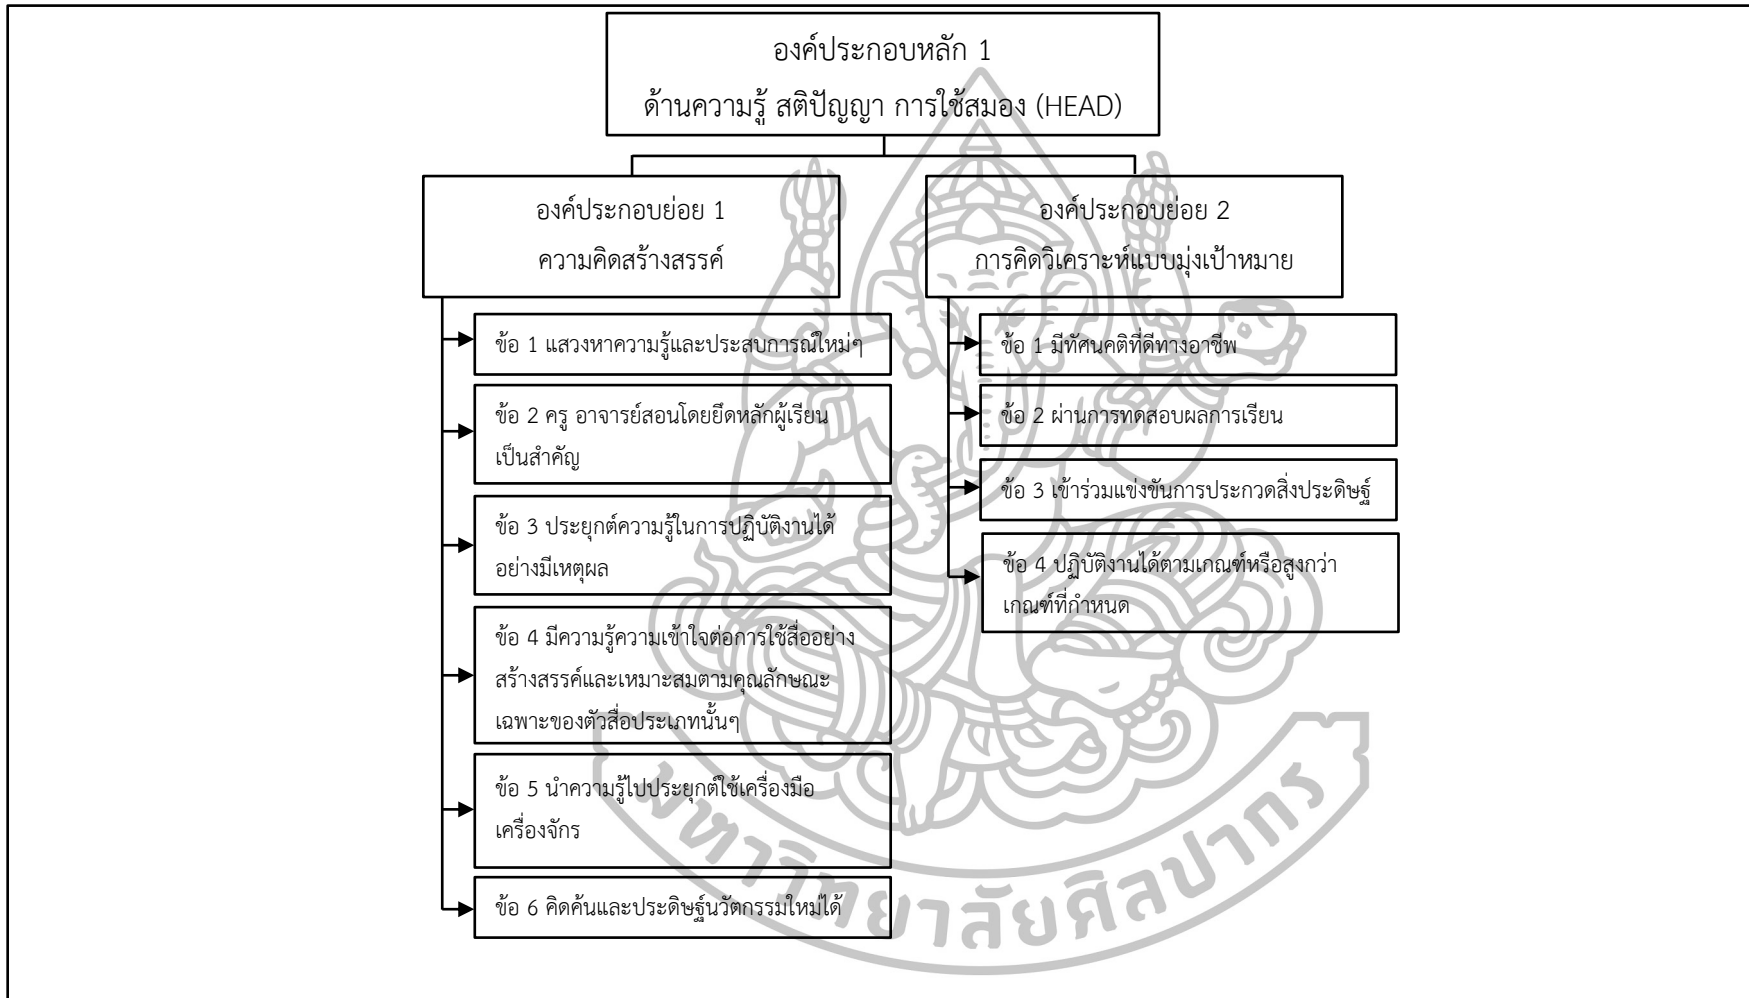 องค์ประกอบหลัก 1
ด้านความรู้ สติปัญญา การใช้สมอง (HEAD)
องค์ประกอบย่อย 1
ความคิดสร้างสรรค์
ข้อ 1 แสวงหาความรู้และประสบการณ์ใหม่ๆ
ข้อ 2 ครู อาจารย์สอนโดยยึดหลักผู้เรียน
เป็นสำคัญ
ข้อ 3 ประยุกต์ความรู้ในการปฏิบัติงานได้
อย่างมีเหตุผล
ข้อ 4 มีความรู้ความเข้าใจต่อการใช้สื่ออย่าง
สร้างสรรค์และเหมาะสมตามคุณลักษณะ
เฉพาะของตัวสื่อประเภทนั้นๆ
ข้อ 5 นำความรู้ไปประยุกต์ใช้เครื่องมือ
เครื่องจักร
ข้อ 6 คิดค้นและประดิษฐ์นวัตกรรมใหม่ได้
องค์ประกอบย่อย 2
การคิดวิเคราะห์แบบมุ่งเป้าหมาย
ข้อ 1 มีทัศนคติที่ดีทางอาชีพ
ข้อ 2 ผ่านการทดสอบผลการเรียน
ข้อ 3 เข้าร่วมแข่งขันการประกวดสิ่งประดิษฐ์
ข้อ 4 ปฏิบัติงานได้ตามเกณฑ์หรือสูงกว่า
เกณฑ์ที่กำหนด
มหาวิทยาลัยศิลปากร